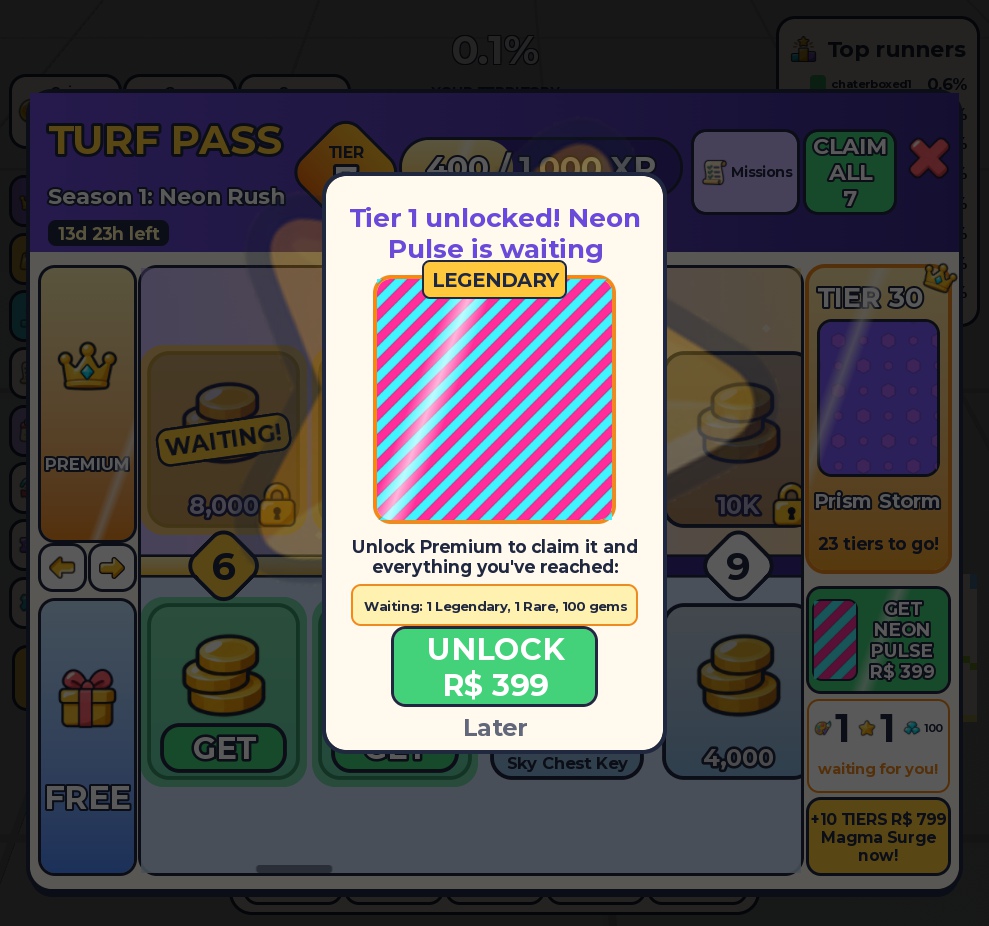 0.1%
Top runners
chaterboxed1 0.6%
TURF PASS
TIER
400 / 1,000 XP
Missions
CLAIM
ALL
7
Season 1: Neon Rush
13d 23h left
Tier 1 unlocked! Neon
Pulse is waiting
LEGENDARY
TIER 30
PREMIUM
WAITING!
8,000
10K
Prism Storm
23 tiers to go!
6
9
Unlock Premium to claim it and
everything you've reached:
Waiting: 1 Legendary, 1 Rare, 100 gems
UNLOCK
R$ 399
Later
GET
NEON
PULSE
R$ 399
GET
Sky Chest Key
4,000
1 1 100
waiting for you!
FREE
+10 TIERS R$ 799
Magma Surge
now!